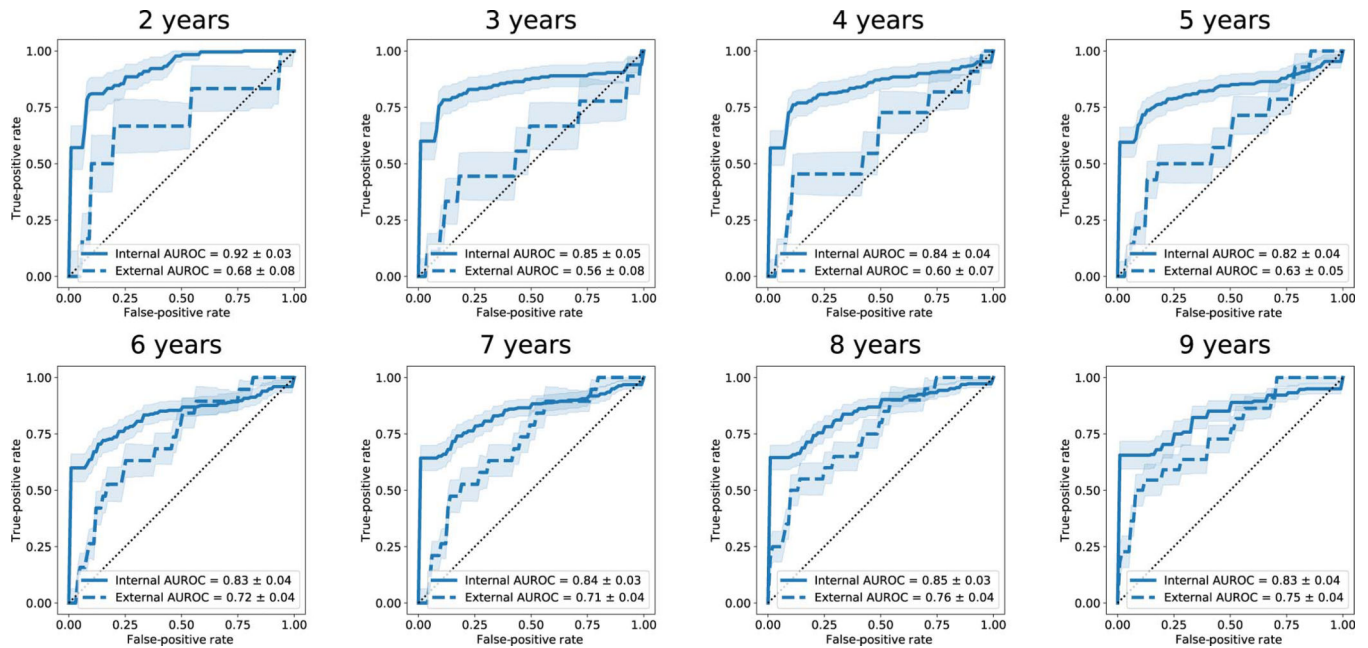 2 years
3 years
4 years
5 years
1.00
0.75
0.50
0.25
0.00
True-positive rate
Internal AUROC = 0.92 ± 0.03
External AUROC = 0.68 ± 0.08
0.00 0.25 0.50 0.75 1.00
False-positive rate
1.00
0.75
0.50
0.25
0.00
True-positive rate
Internal AUROC = 0.85 ± 0.05
External AUROC = 0.56 ± 0.08
0.00 0.25 0.50 0.75 1.00
False-positive rate
1.00
0.75
0.50
0.25
0.00
True-positive rate
Internal AUROC = 0.84 ± 0.04
External AUROC = 0.60 ± 0.07
0.00 0.25 0.50 0.75 1.00
False-positive rate
1.00
0.75
0.50
0.25
0.00
True-positive rate
Internal AUROC = 0.82 ± 0.04
External AUROC = 0.63 ± 0.05
0.00 0.25 0.50 0.75 1.00
False-positive rate
6 years
7 years
8 years
9 years
1.00
0.75
0.50
0.25
0.00
True-positive rate
Internal AUROC = 0.83 ± 0.04
External AUROC = 0.72 ± 0.04
0.00 0.25 0.50 0.75 1.00
False-positive rate
1.00
0.75
0.50
0.25
0.00
True-positive rate
Internal AUROC = 0.84 ± 0.03
External AUROC = 0.71 ± 0.04
0.00 0.25 0.50 0.75 1.00
False-positive rate
1.00
0.75
0.50
0.25
0.00
True-positive rate
Internal AUROC = 0.85 ± 0.03
External AUROC = 0.76 ± 0.04
0.00 0.25 0.50 0.75 1.00
False-positive rate
1.00
0.75
0.50
0.25
0.00
True-positive rate
Internal AUROC = 0.83 ± 0.04
External AUROC = 0.75 ± 0.04
0.00 0.25 0.50 0.75 1.00
False-positive rate